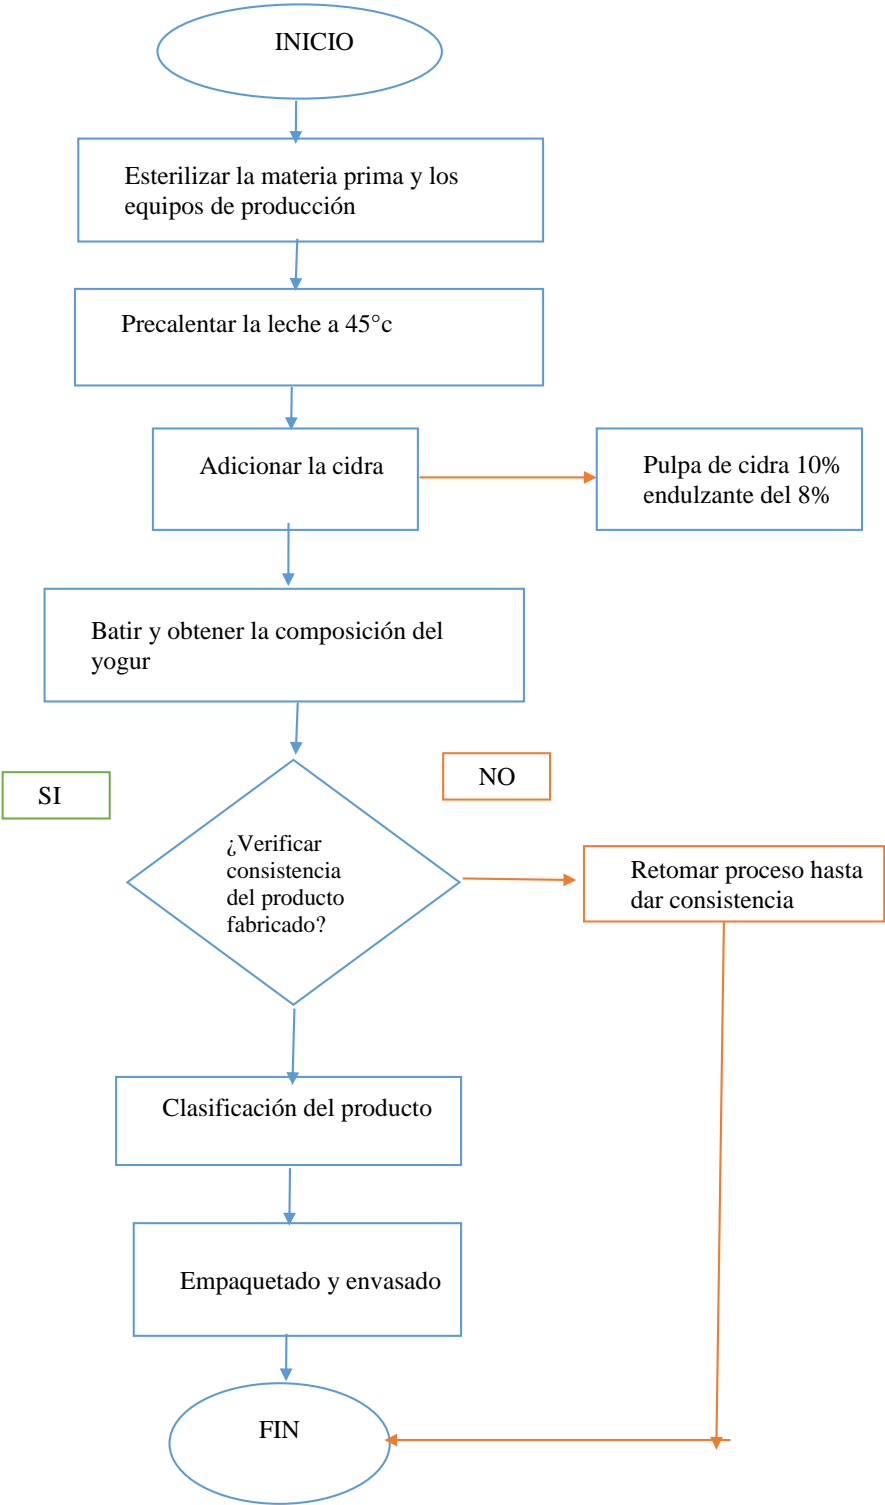 INICIO
Esterilizar la materia prima y los
equipos de producción
Precalentar la leche a 45°c
Adicionar la cidra
Pulpa de cidra 10%
endulzante del 8%
Batir y obtener la composición del
yogur
SI
NO
¿Verificar
consistencia
del producto
fabricado?
Retomar proceso hasta
dar consistencia
Clasificación del producto
Empaquetado y envasado
FIN